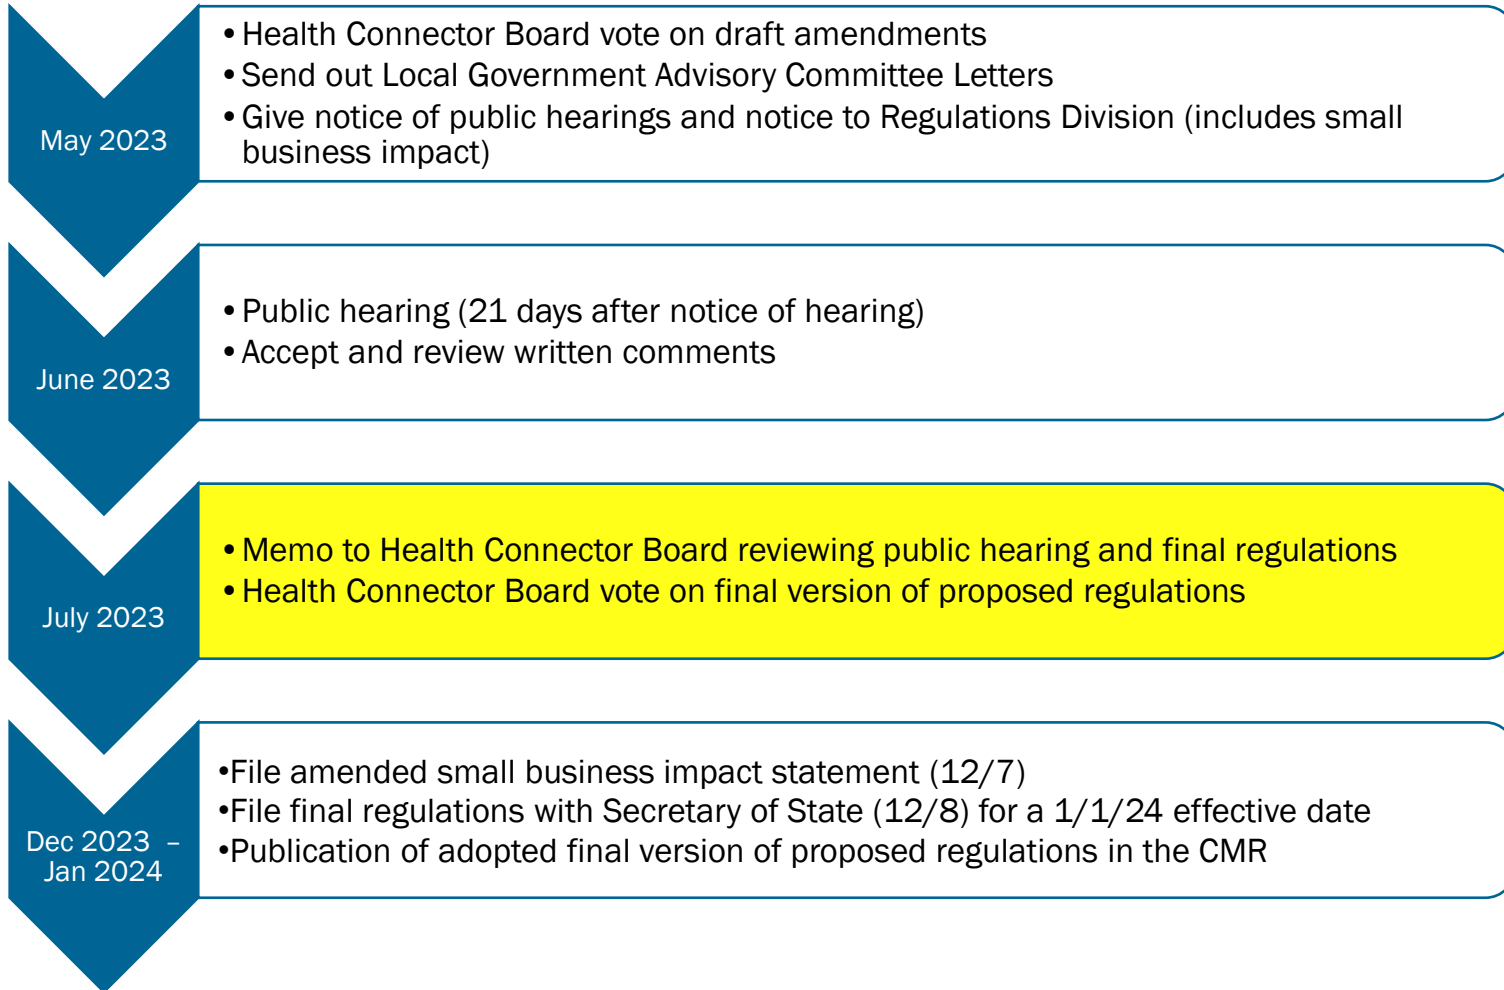 May 2023
• Health Connector Board vote on draft amendments
• Send out Local Government Advisory Committee Letters
• Give notice of public hearings and notice to Regulations Division (includes small
business impact)
June 2023
• Public hearing (21 days after notice of hearing)
• Accept and review written comments
July 2023
• Memo to Health Connector Board reviewing public hearing and final regulations
• Health Connector Board vote on final version of proposed regulations
Dec 2023 –
Jan 2024
•File amended small business impact statement (12/7)
•File final regulations with Secretary of State (12/8) for a 1/1/24 effective date
•Publication of adopted final version of proposed regulations in the CMR